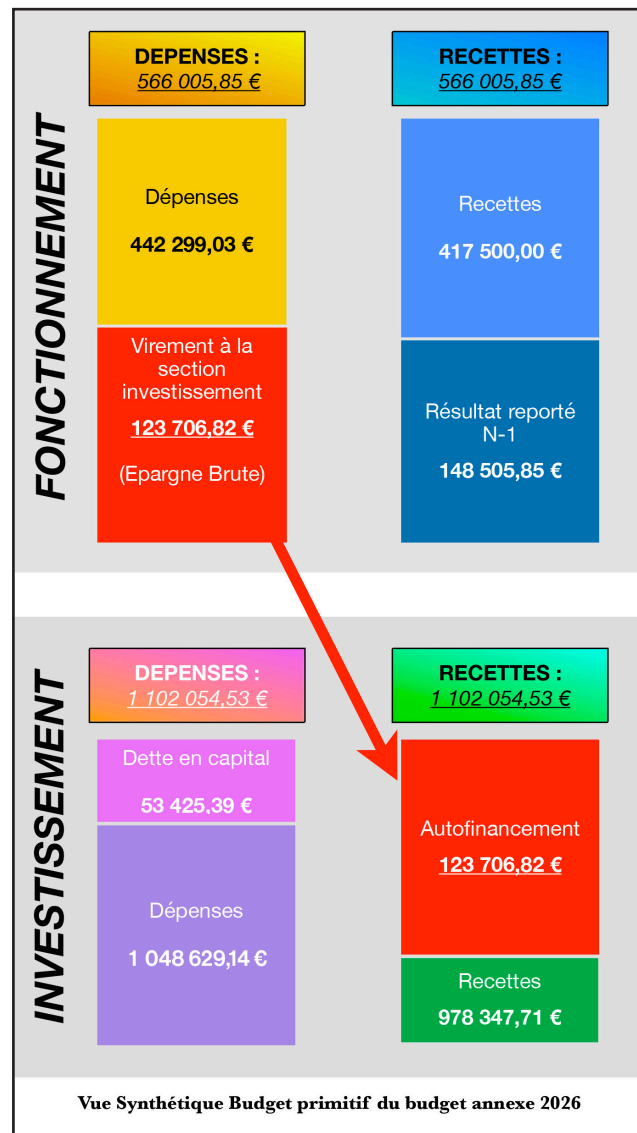 FONCTIONNEMENT
DEPENSES :
566 005,85 €
Dépenses
442 299,03 €
Virement à la
section
investissement
123 706,82 €
(Epargne Brute)
RECETTES :
566 005,85 €
Recettes
417 500,00 €
Résultat reporté
N-1
148 505,85 €
INVESTISSEMENT
DEPENSES :
1 102 054,53 €
Dette en capital
53 425,39 €
Dépenses
1 048 629,14 €
RECETTES :
1 102 054,53 €
Autofinancement
123 706,82 €
Recettes
978 347,71 €
Vue Synthétique Budget primitif du budget annexe 2026